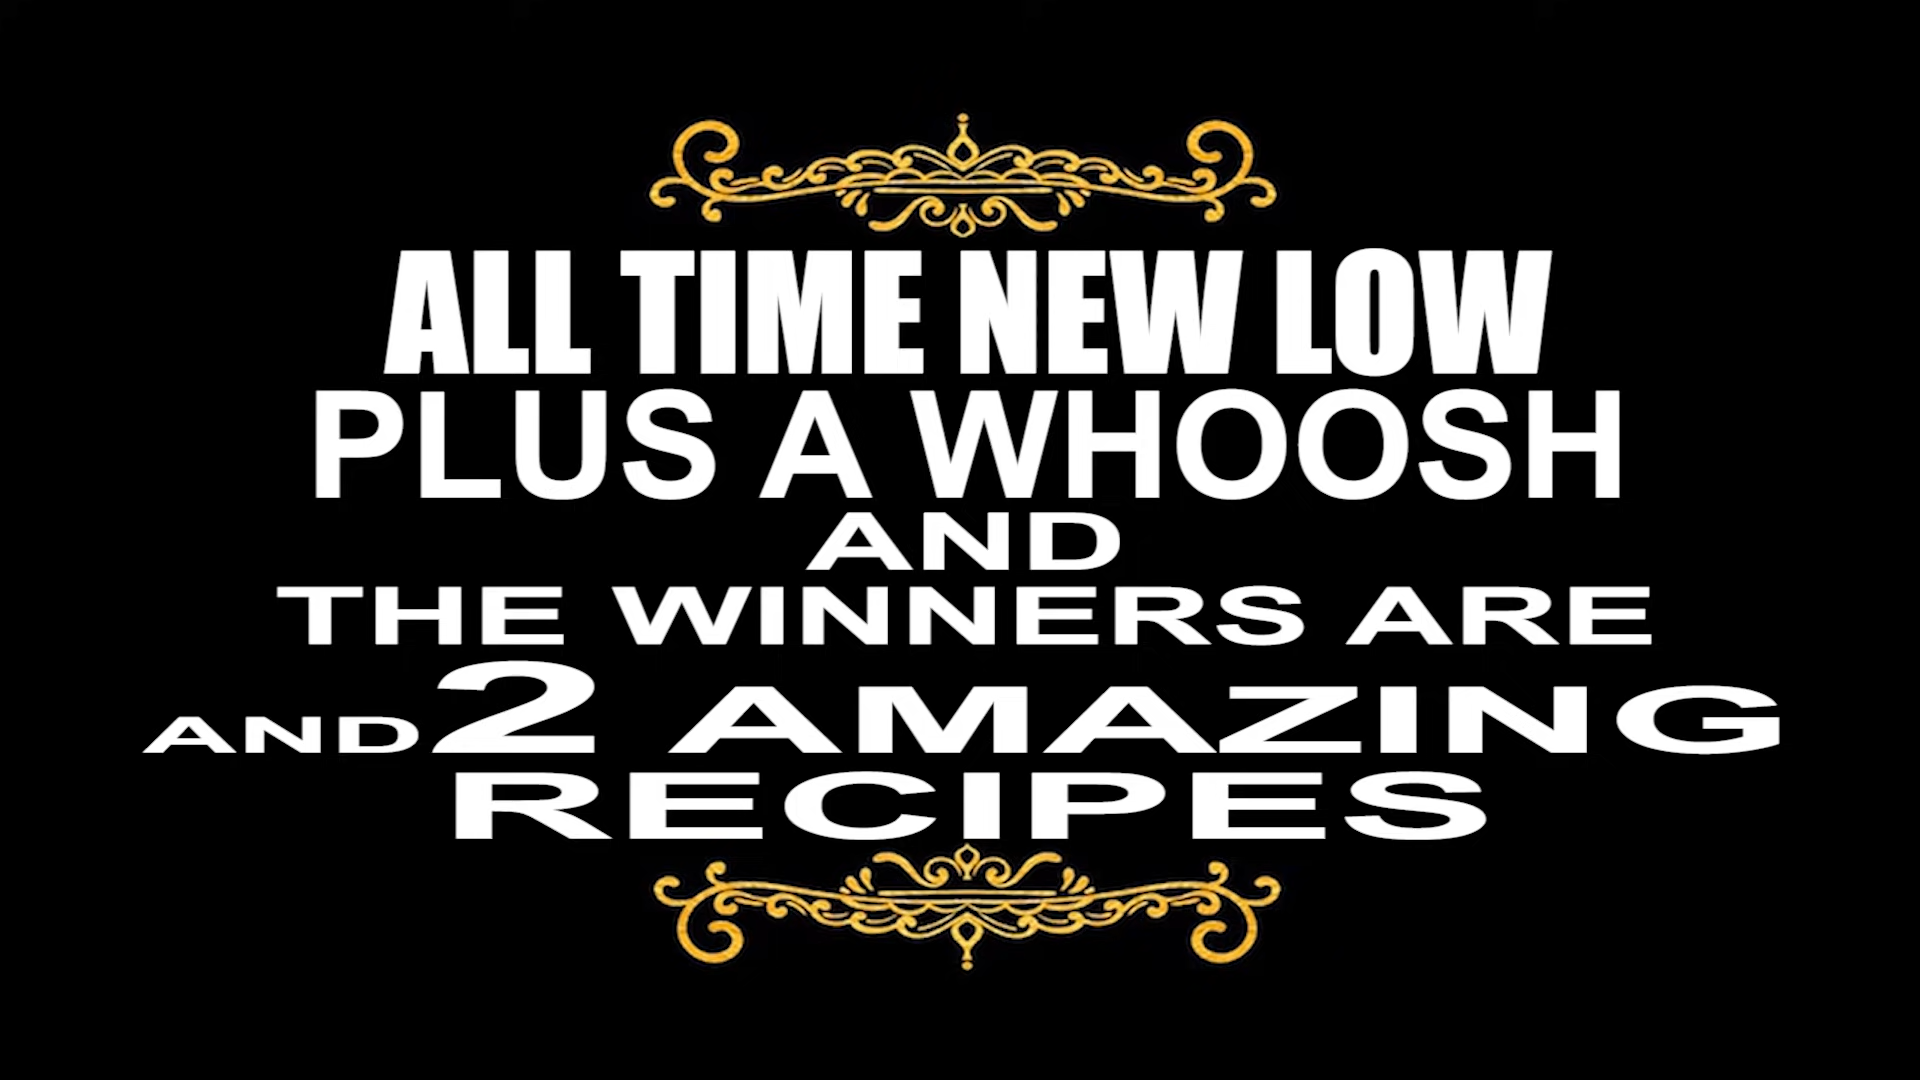 ALL TIME NEW LOW
PLUS A WHOOSH
AND
THE WINNERS ARE
AND 2 AMAZING
RECIPES